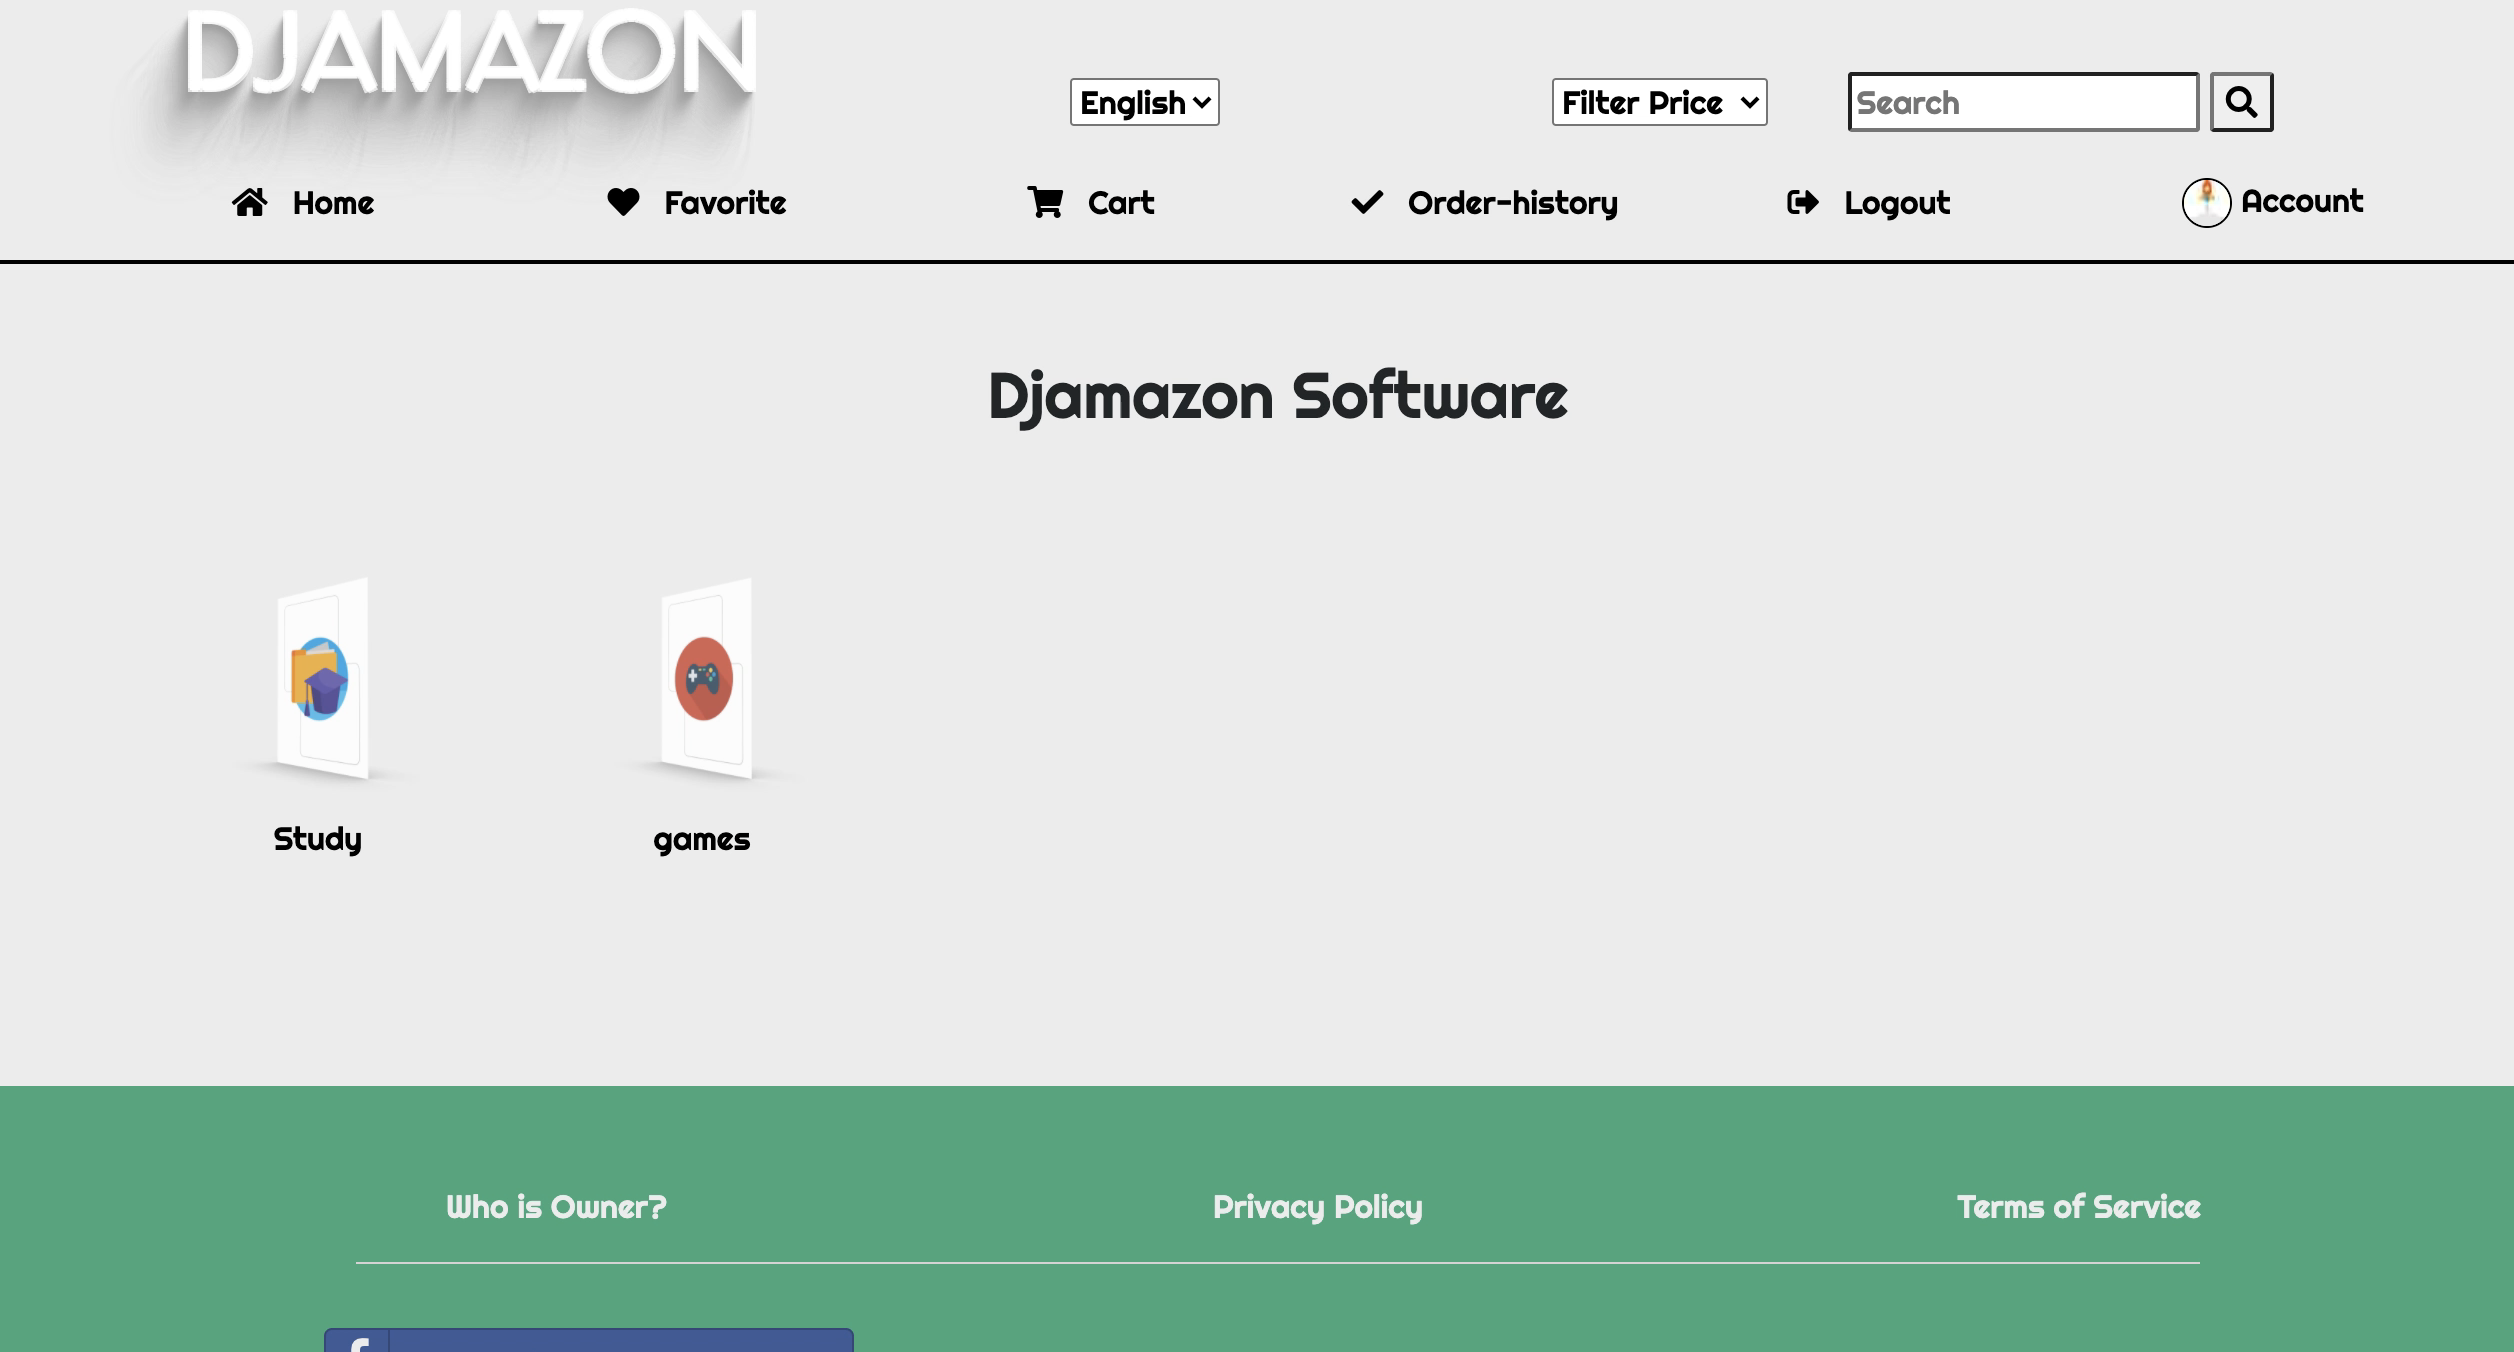 DJAMAZON
English
Filter Price
Search
Home
Favorite
Cart
Order-history
Logout
Account
Djamazon Software
Study
games
Who is Owner?
Privacy Policy
Terms of Service